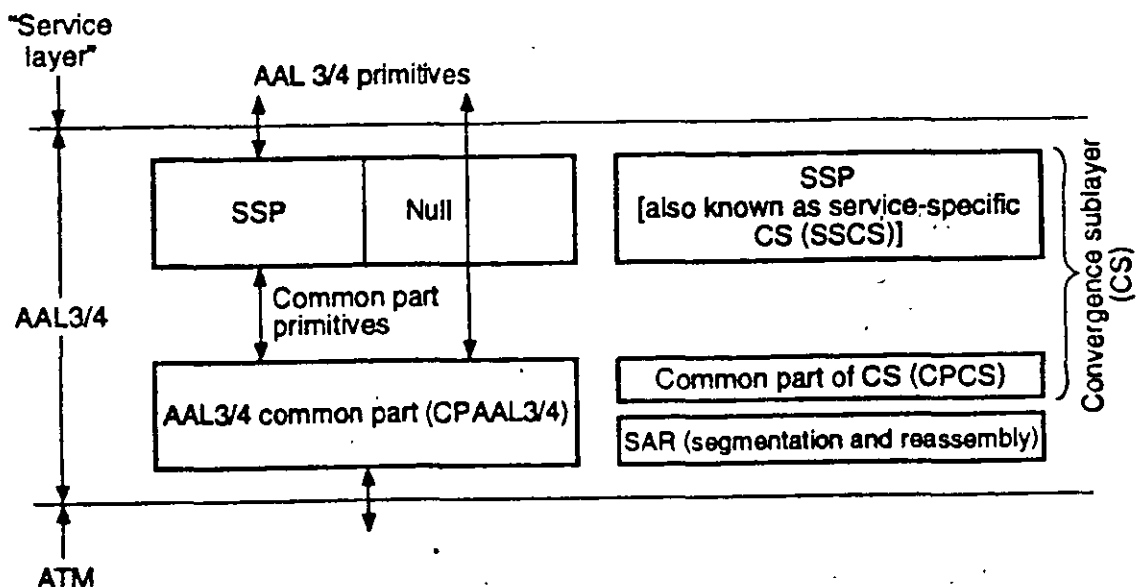 "Service
layer"
AAL 3/4 primitives
SSP
Null
SSP
[also known as service-specific
CS (SSCS)]
Convergence sublayer
(CS)
AAL3/4
Common part
primitives
AAL3/4 common part (CPAAL3/4)
Common part of CS (CPCS)
SAR (segmentation and reassembly)
ATM